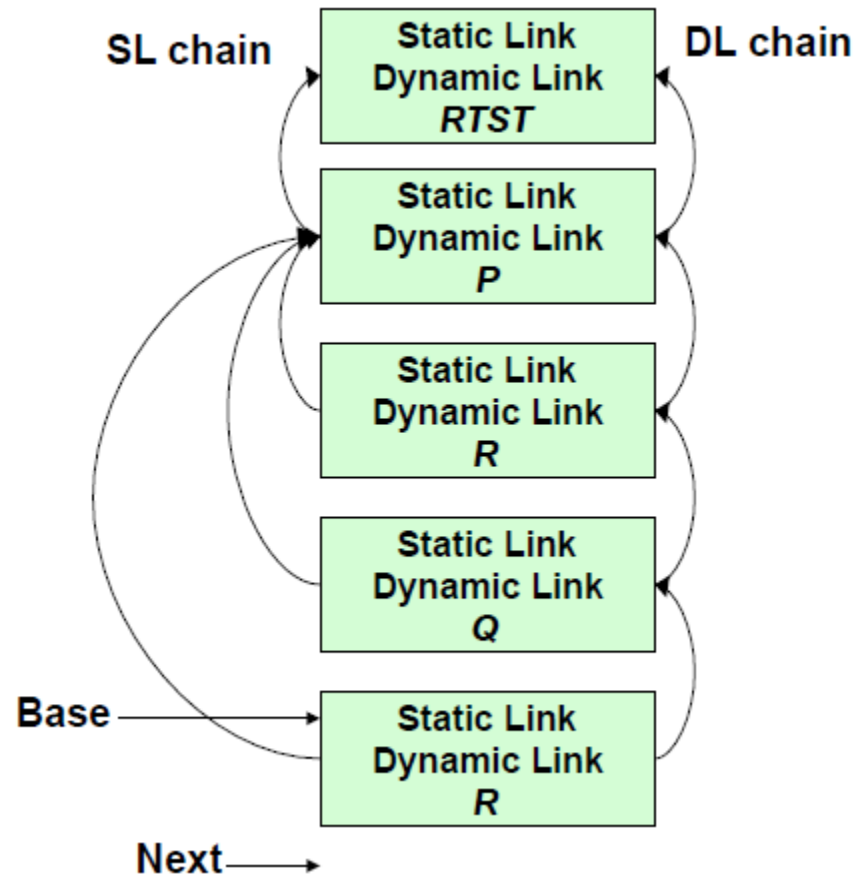 SL chain
DL chain
Static Link
Dynamic Link
RTST
Static Link
Dynamic Link
P
Static Link
Dynamic Link
R
Static Link
Dynamic Link
Q
Base
Static Link
Dynamic Link
R
Next